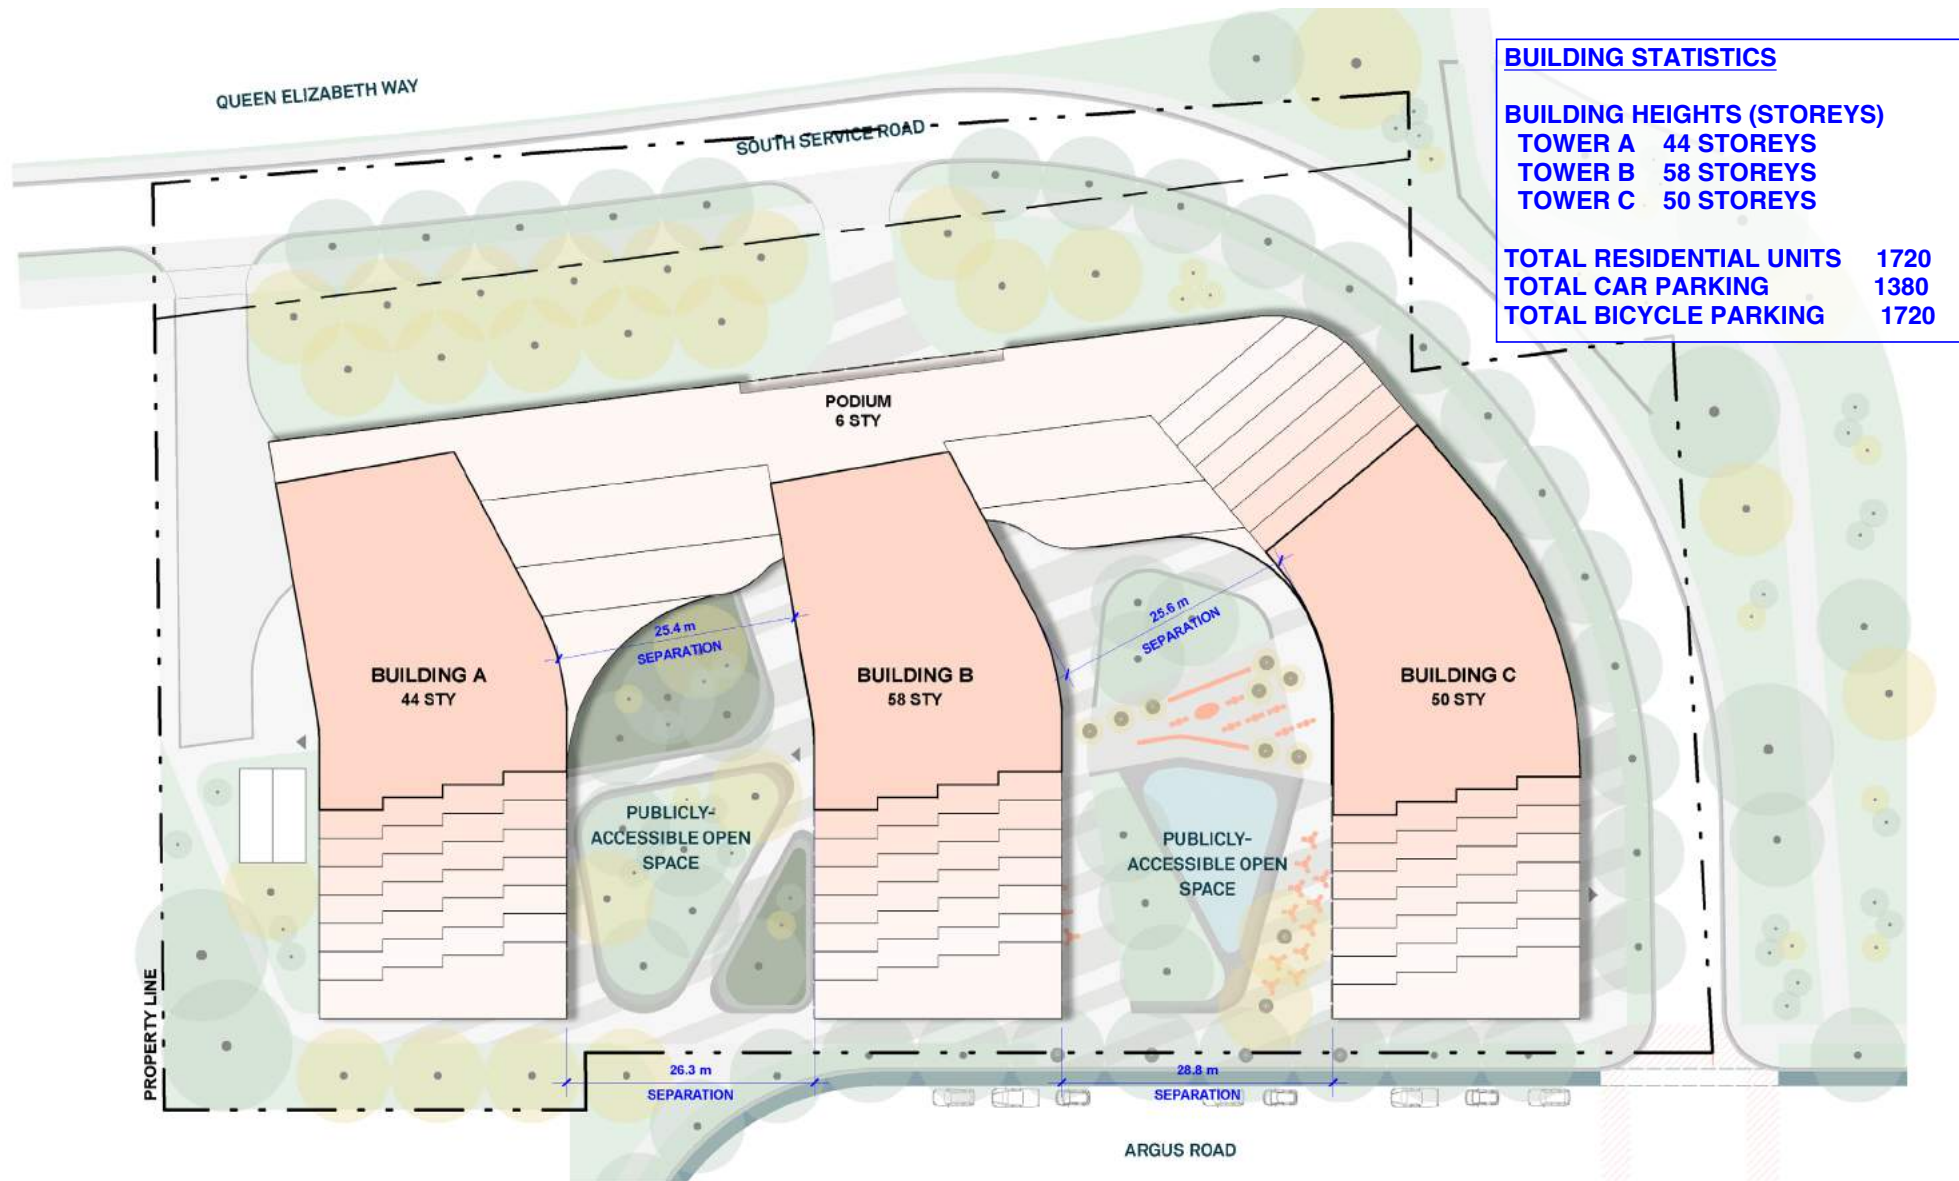 QUEEN ELIZABETH WAY
SOUTH SERVICE ROAD
BUILDING STATISTICS
BUILDING HEIGHTS (STOREYS)
TOWER A 44 STOREYS
TOWER B 58 STOREYS
TOWER C 50 STOREYS
TOTAL RESIDENTIAL UNITS 1720
TOTAL CAR PARKING 1380
TOTAL BICYCLE PARKING 1720
PODIUM
6 STY
25.4 m
SEPARATION
25.6 m
SEPARATION
BUILDING A
44 STY
BUILDING B
58 STY
BUILDING C
50 STY
PUBLICLY-
ACCESSIBLE OPEN
SPACE
PUBLICLY-
ACCESSIBLE OPEN
SPACE
PROPERTY LINE
26.3 m
SEPARATION
28.8 m
SEPARATION
ARGUS ROAD